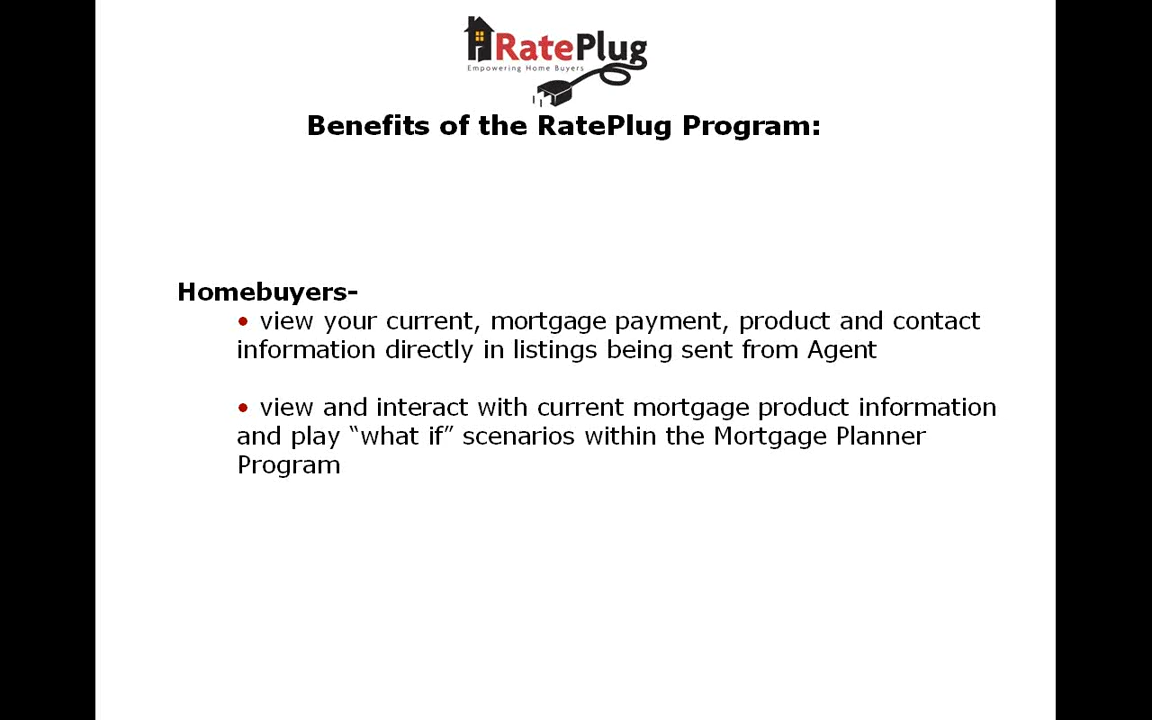 RatePlug
Empowering Home Buyers
Benefits of the RatePlug Program:
Homebuyers-
• view your current, mortgage payment, product and contact
information directly in listings being sent from Agent
• view and interact with current mortgage product information
and play “what if” scenarios within the Mortgage Planner
Program